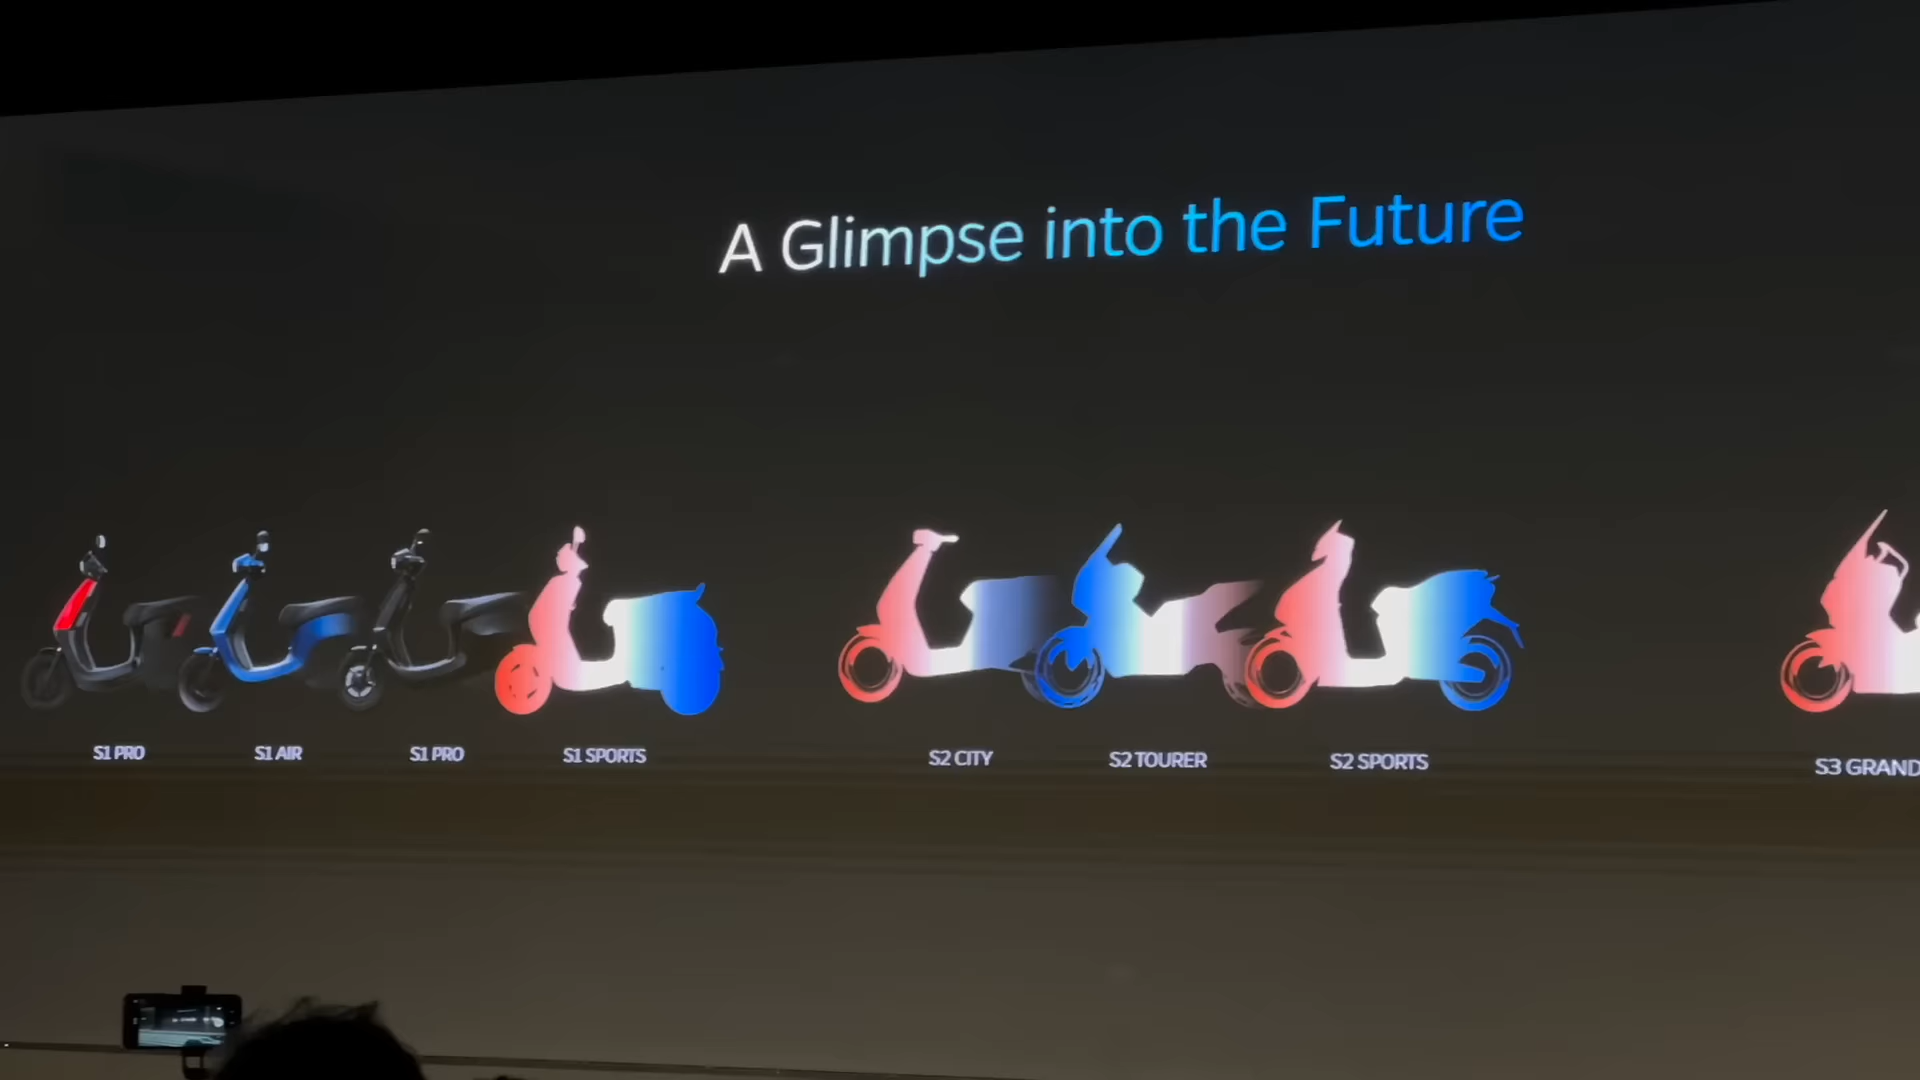 A Glimpse into the Future
S1 PRO
S1 AIR
S1 PRO
S1 SPORTS
S2 CITY
S2 TOURER
S2 SPORTS
S3 GRAND